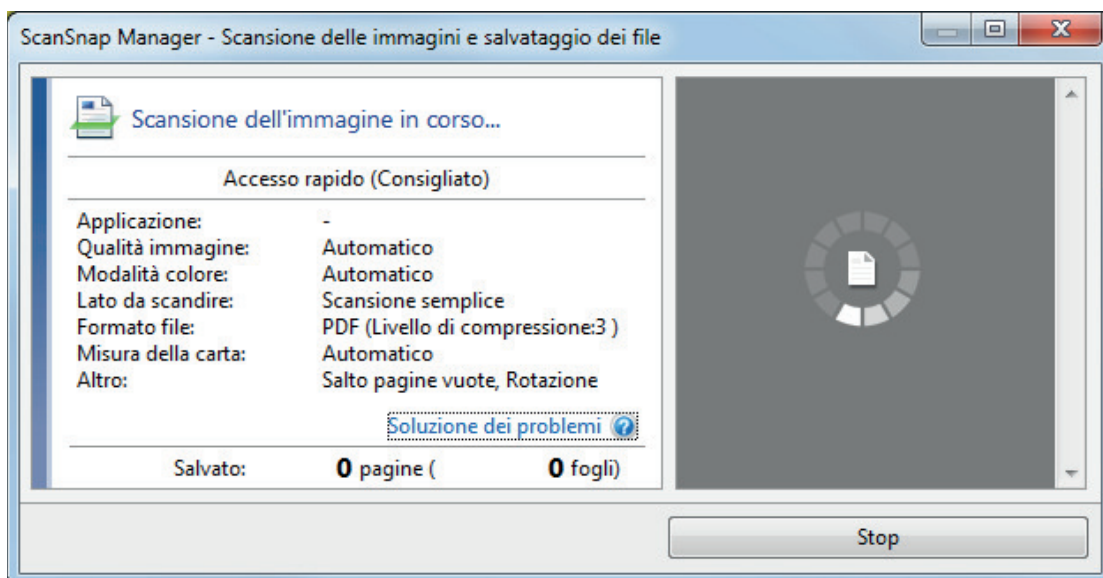 ScanSnap Manager - Scansione delle immagini e salvataggio dei file
Scansione dell'immagine in corso...
Accesso rapido (Consigliato)
Applicazione: -
Qualità immagine: Automatico
Modalità colore: Automatico
Lato da scandire: Scansione semplice
Formato file: PDF (Livello di compressione:3 )
Misura della carta: Automatico
Altro: Salto pagine vuote, Rotazione
Soluzione dei problemi ?
Salvato: 0 pagine ( 0 fogli)
Stop